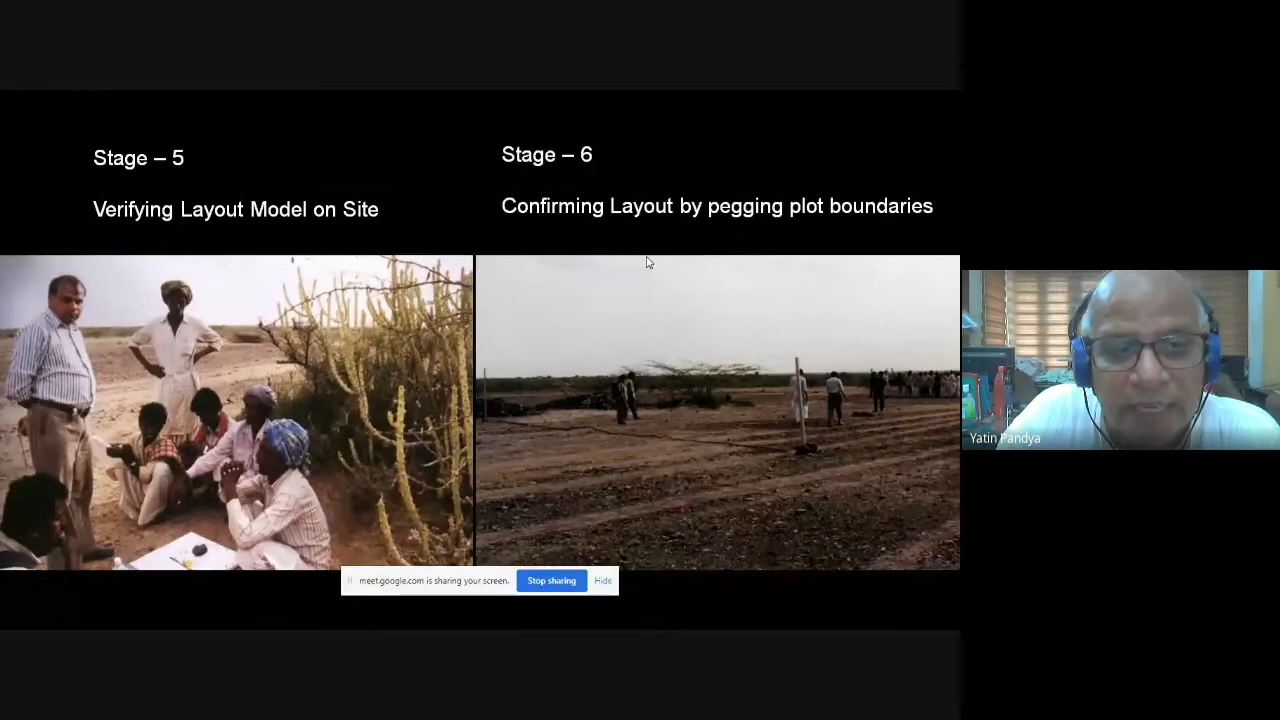 Stage – 5
Verifying Layout Model on Site
Stage – 6
Confirming Layout by pegging plot boundaries
Yatin Pandya
meet.google.com is sharing your screen.
Stop sharing
Hide